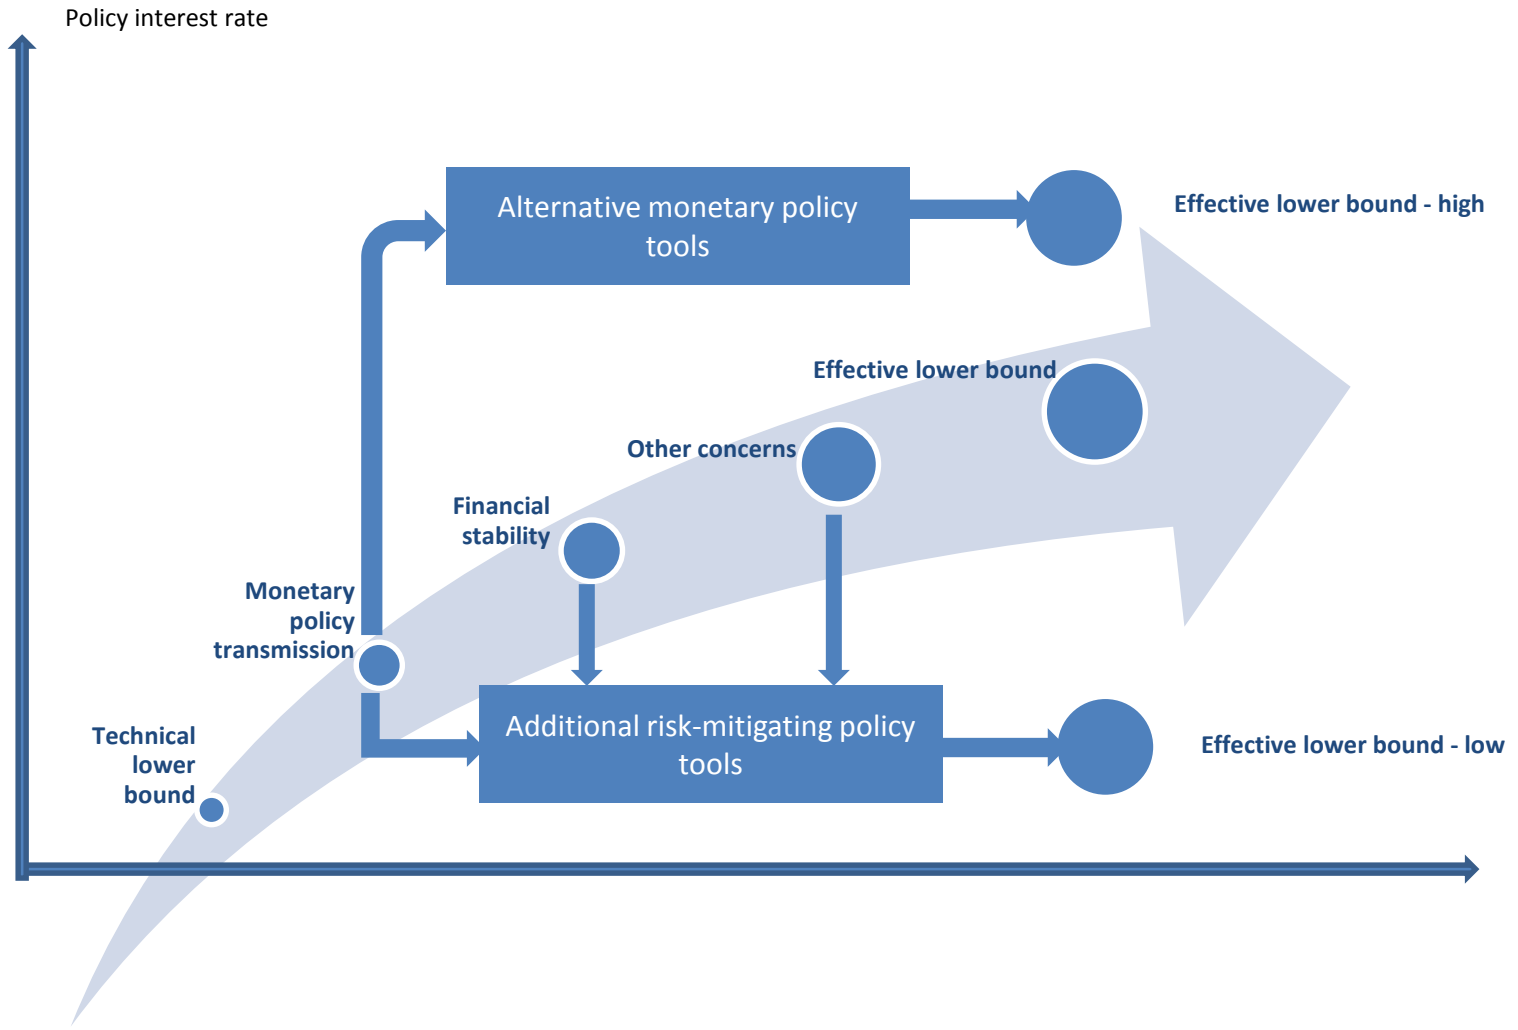 Policy interest rate
Alternative monetary policy
tools
Effective lower bound - high
Effective lower bound
Other concerns
Financial
stability
Monetary
policy
transmission
Technical
lower
bound
Additional risk-mitigating policy
tools
Effective lower bound - low